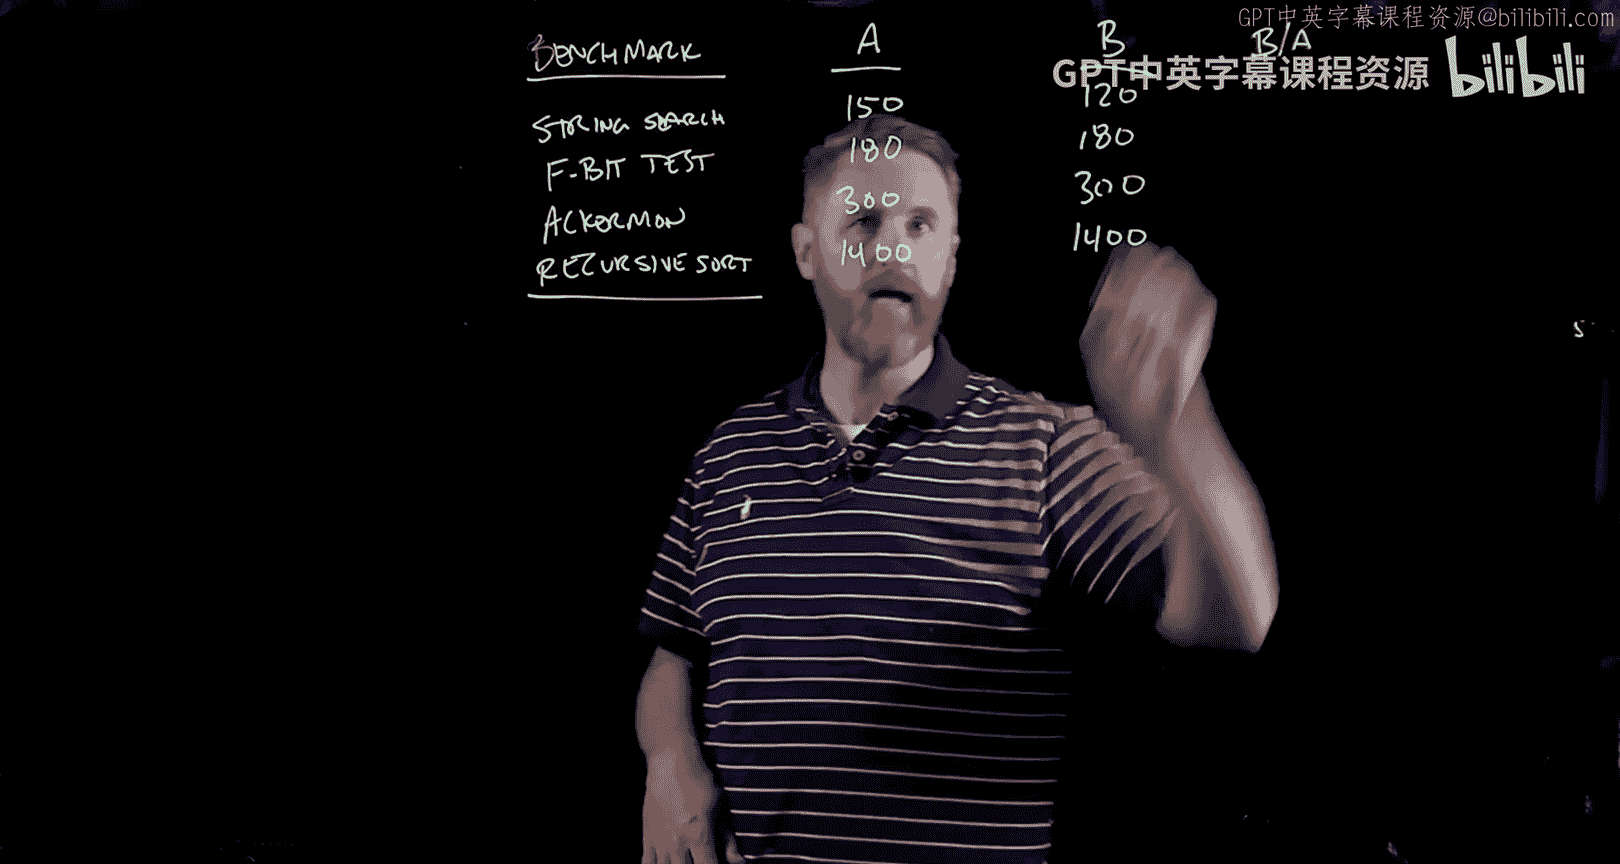 GPT中英字幕课程资源@bilibili.com
BENCHMARK A B B/A
GPT中英字幕课程资源 bilibili
STRING SEARCH 150 120
F-BIT TEST 180 180
ACKERMON 300 300
RECURSIVE SORT 1400 1400
5